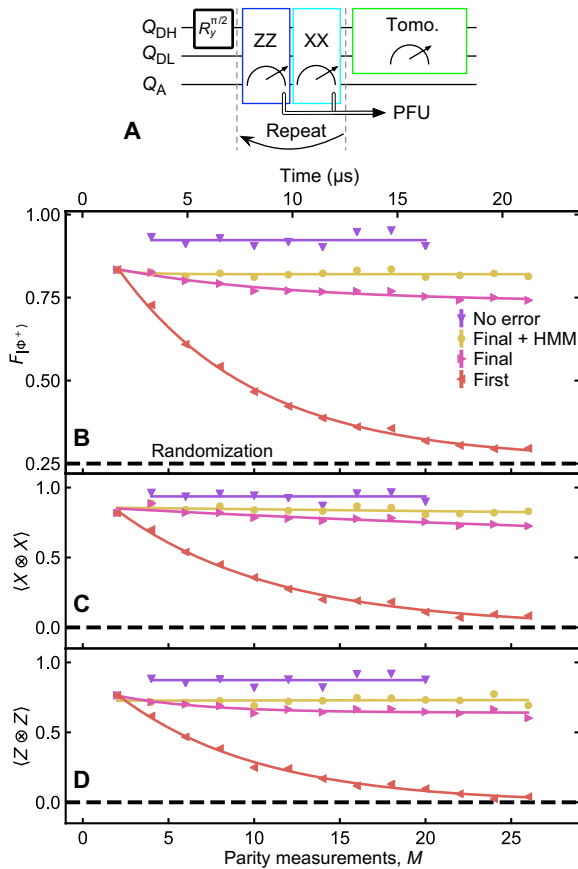 Q_DH R_y^{π/2} ZZ XX Tomo.
Q_DL
Q_A
PFU
A Repeat
Time (μs)
0 5 10 15 20
1.00
0.75
0.50
0.25
F_|Φ⁺⟩
No error
Final + HMM
Final
First
B Randomization
1.0
0.5
0.0
⟨X ⊗ X⟩
C
1.0
0.5
0.0
⟨Z ⊗ Z⟩
D
0 5 10 15 20 25
Parity measurements, M